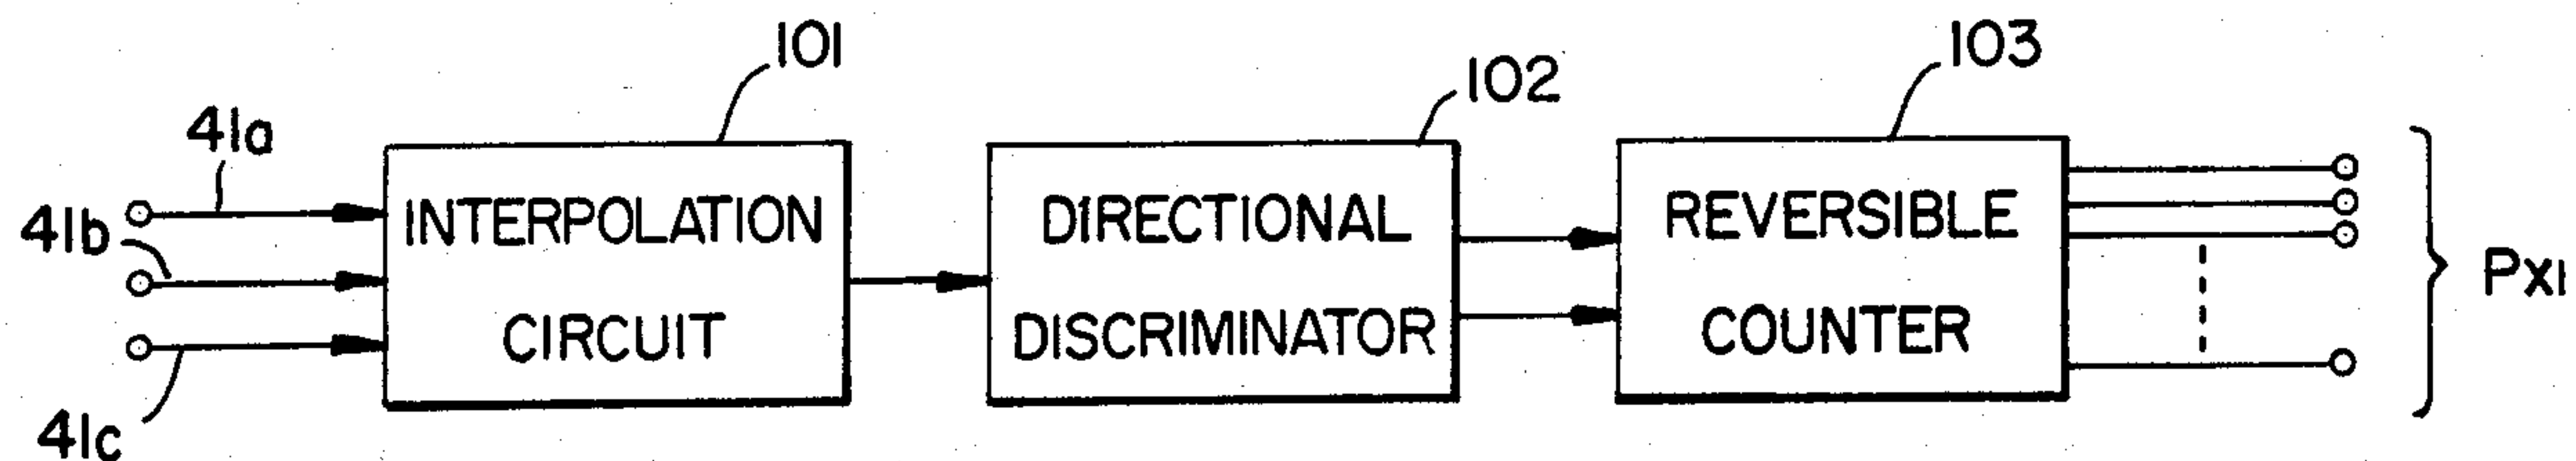 101
102
103
41a
41b
41c
INTERPOLATION
CIRCUIT
DIRECTIONAL
DISCRIMINATOR
REVERSIBLE
COUNTER
Px1